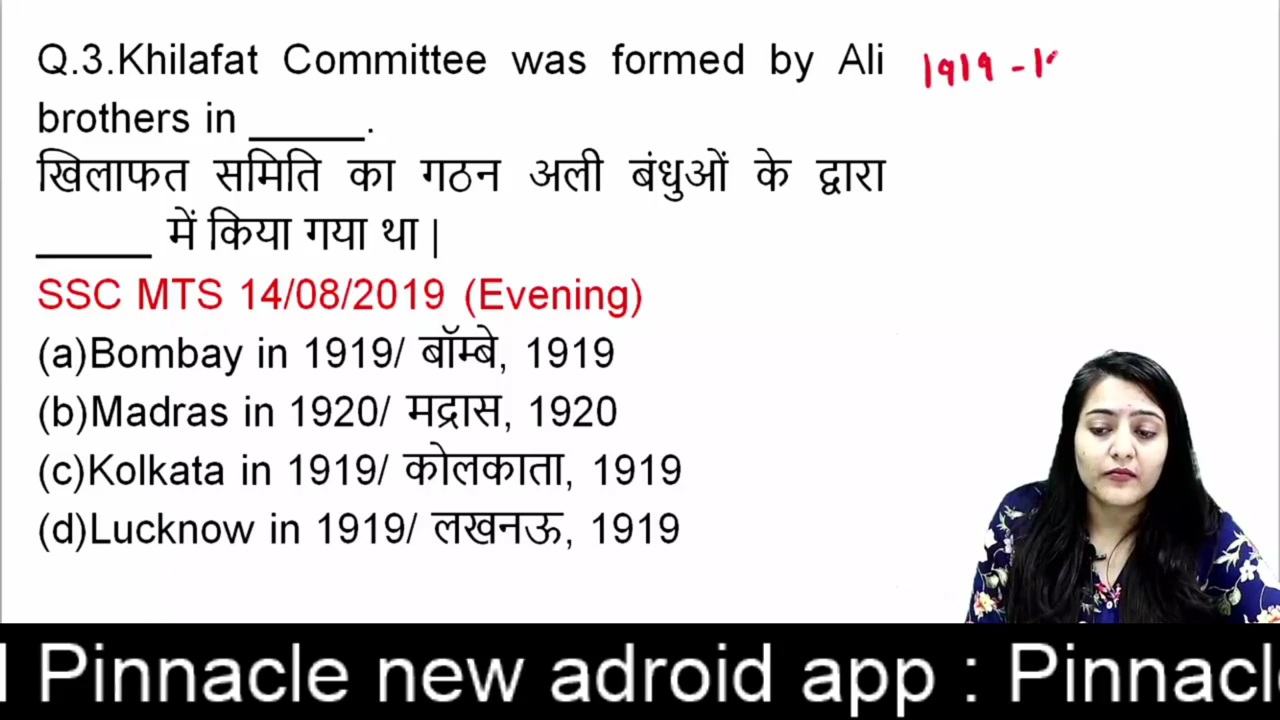 Q.3.Khilafat Committee was formed by Ali
brothers in _____.
खिलाफत समिति का गठन अली बंधुओं के द्वारा
_____ में किया गया था |
SSC MTS 14/08/2019 (Evening)
(a)Bombay in 1919/ बॉम्बे, 1919
(b)Madras in 1920/ मद्रास, 1920
(c)Kolkata in 1919/ कोलकाता, 1919
(d)Lucknow in 1919/ लखनऊ, 1919
1919 -
Pinnacle new adroid app : Pinnacl